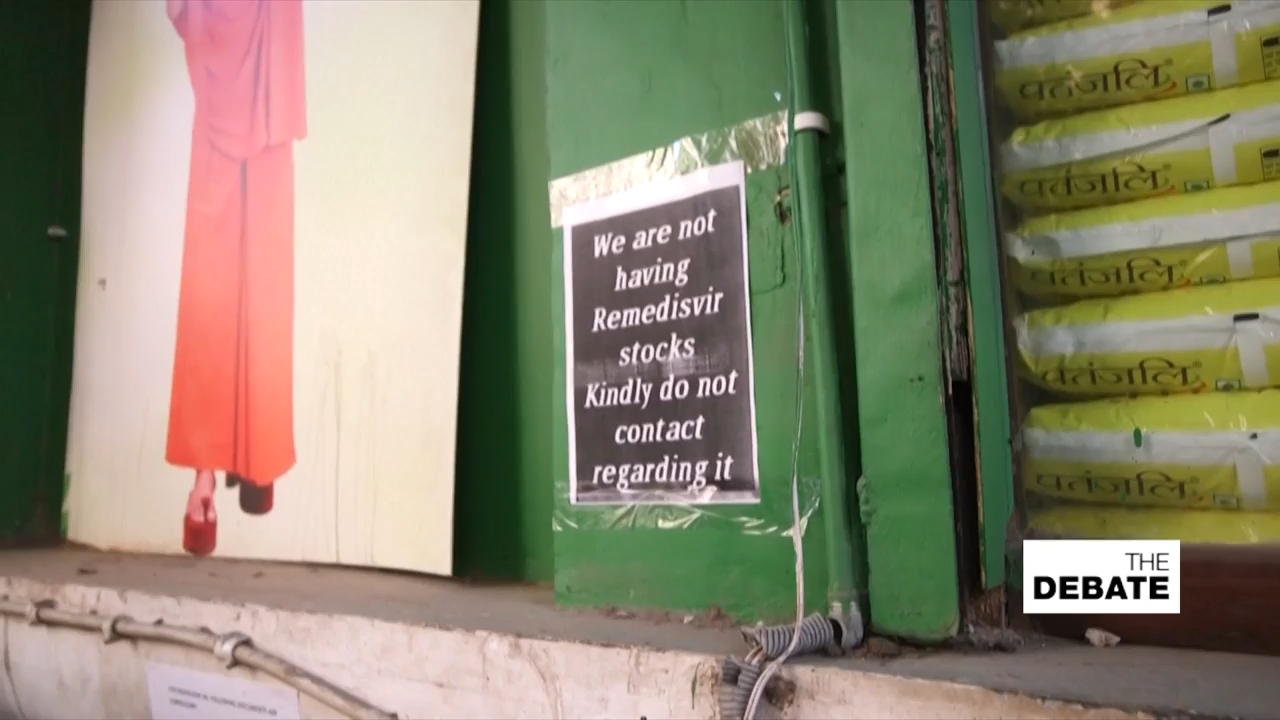 We are not
having
Remedisvir
stocks
Kindly do not
contact
regarding it
पतंजलि
पतंजलि
पतंजलि
पतंजलि
पतंजलि
THE
DEBATE